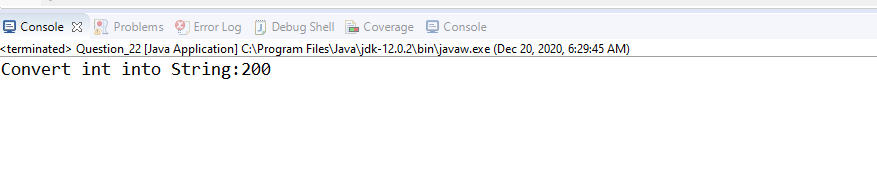 Console Problems Error Log Debug Shell Coverage Console
<terminated> Question_22 [Java Application] C:\Program Files\Java\jdk-12.0.2\bin\javaw.exe (Dec 20, 2020, 6:29:45 AM)
Convert int into String:200